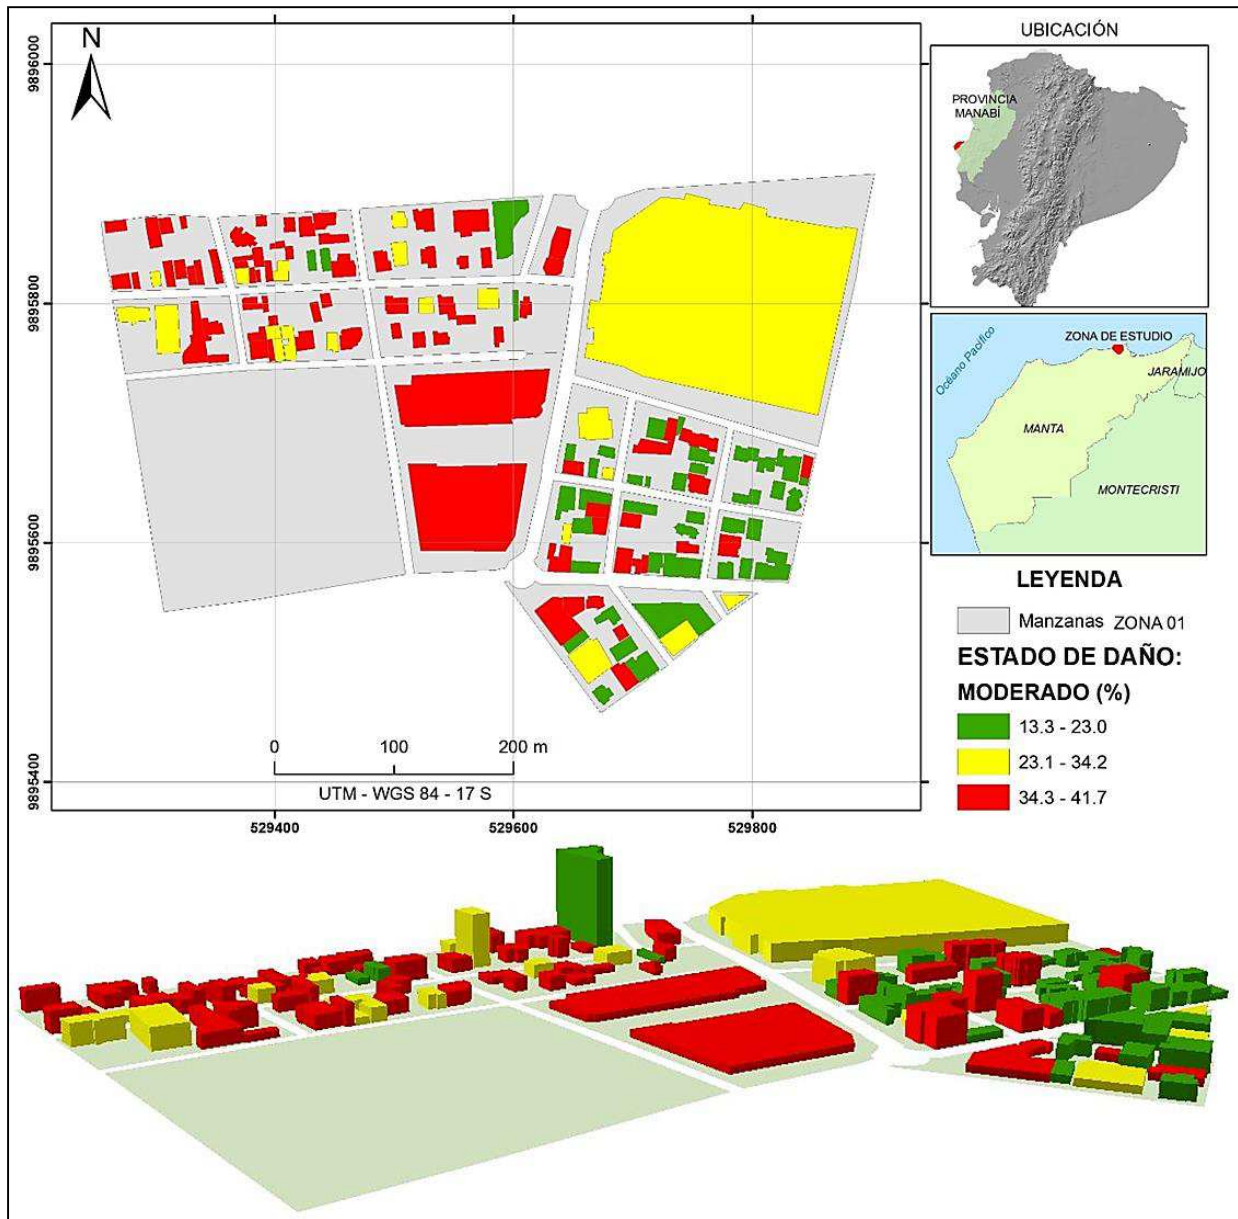 N
9896000
9895800
9895600
9895400
0 100 200 m
UTM - WGS 84 - 17 S
529400 529600 529800
UBICACIÓN
PROVINCIA
MANABÍ
Océano Pacífico
ZONA DE ESTUDIO
JARAMIJO
MANTA
MONTECRISTI
LEYENDA
Manzanas ZONA 01
ESTADO DE DAÑO:
MODERADO (%)
13.3 - 23.0
23.1 - 34.2
34.3 - 41.7